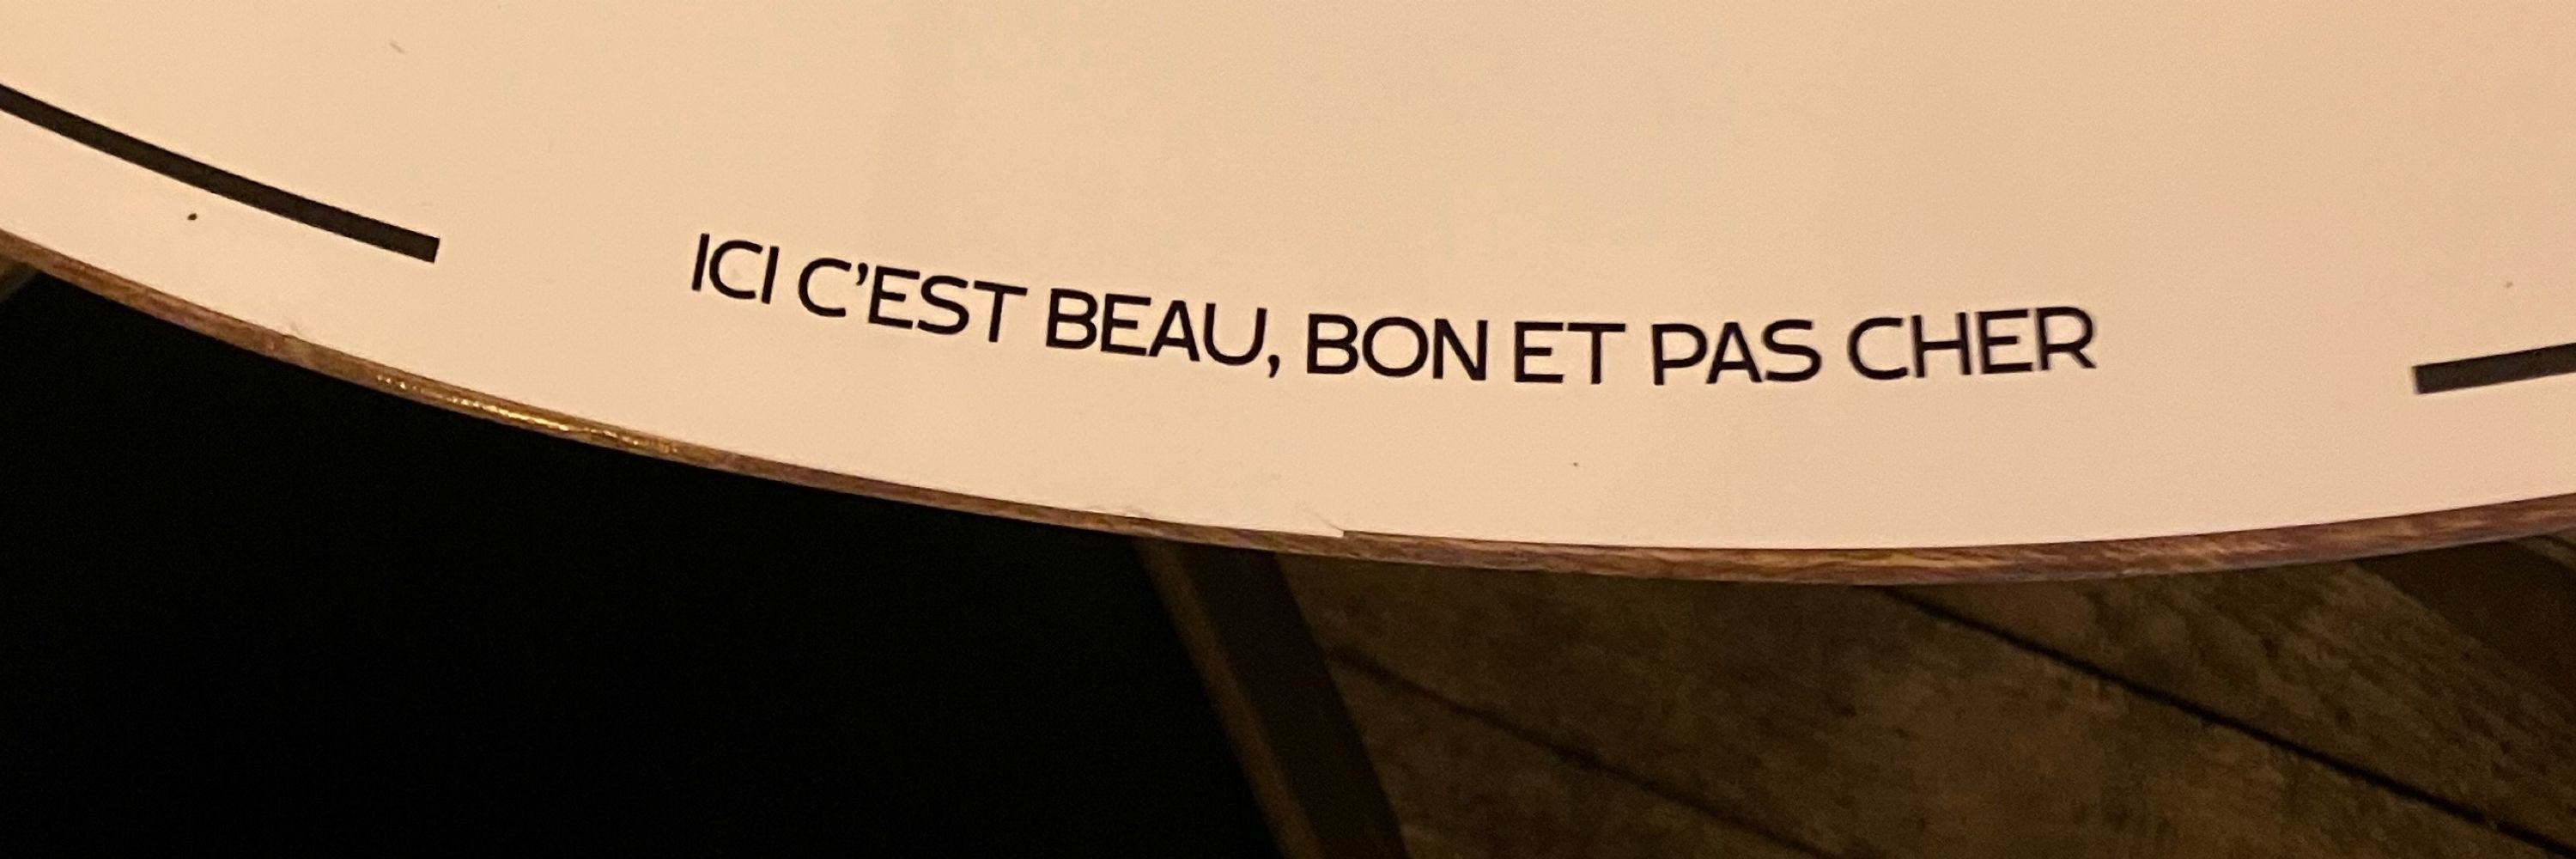 ICI C’EST BEAU, BON ET PAS CHER